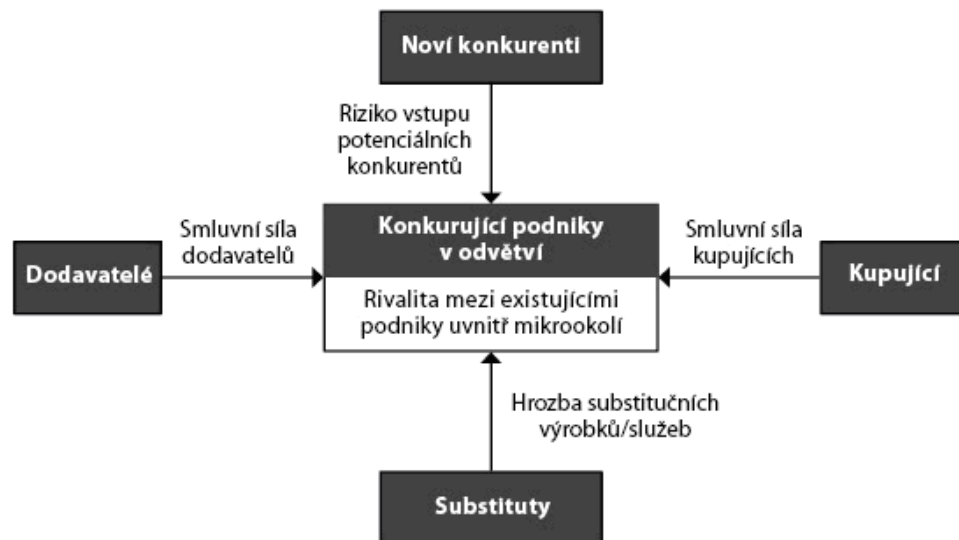 Noví konkurenti
Riziko vstupu
potenciálních
konkurentů
Dodavatelé
Smluvní síla
dodavatelů
Konkurující podniky
v odvětví
Rivalita mezi existujícími
podniky uvnitř mikrookolí
Smluvní síla
kupujících
Kupující
Hrozba substitučních
výrobků/služeb
Substituty